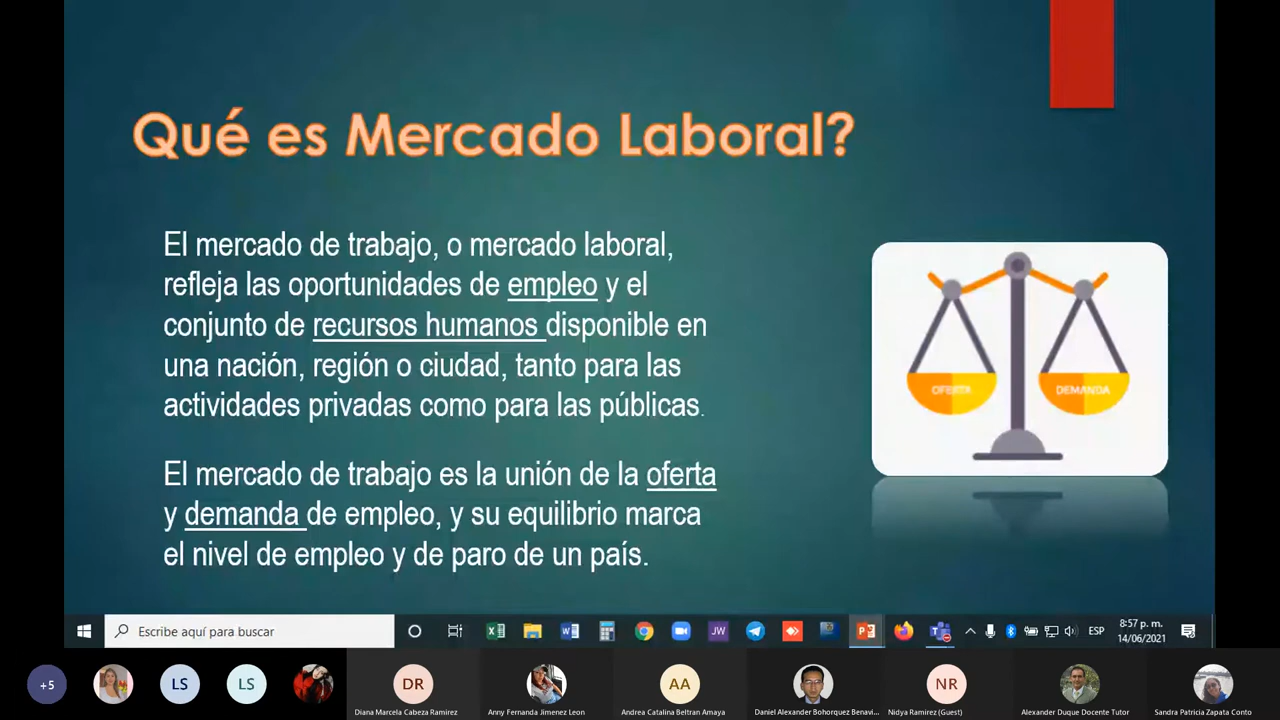 Qué es Mercado Laboral?
El mercado de trabajo, o mercado laboral,
refleja las oportunidades de empleo y el
conjunto de recursos humanos disponible en
una nación, región o ciudad, tanto para las
actividades privadas como para las públicas.
El mercado de trabajo es la unión de la oferta
y demanda de empleo, y su equilibrio marca
el nivel de empleo y de paro de un país.
OFERTA
DEMANDA
Escribe aquí para buscar
JW
ESP
8:57 p. m.
14/06/2021
+5
LS
LS
DR
AA
NR
Diana Marcela Cabeza Ramirez
Anny Fernanda Jimenez Leon
Andrea Catalina Beltran Amaya
Daniel Alexander Bohorquez Benavi...
Nidya Ramirez (Guest)
Alexander Duque Docente Tutor
Sandra Patricia Zapata Conto